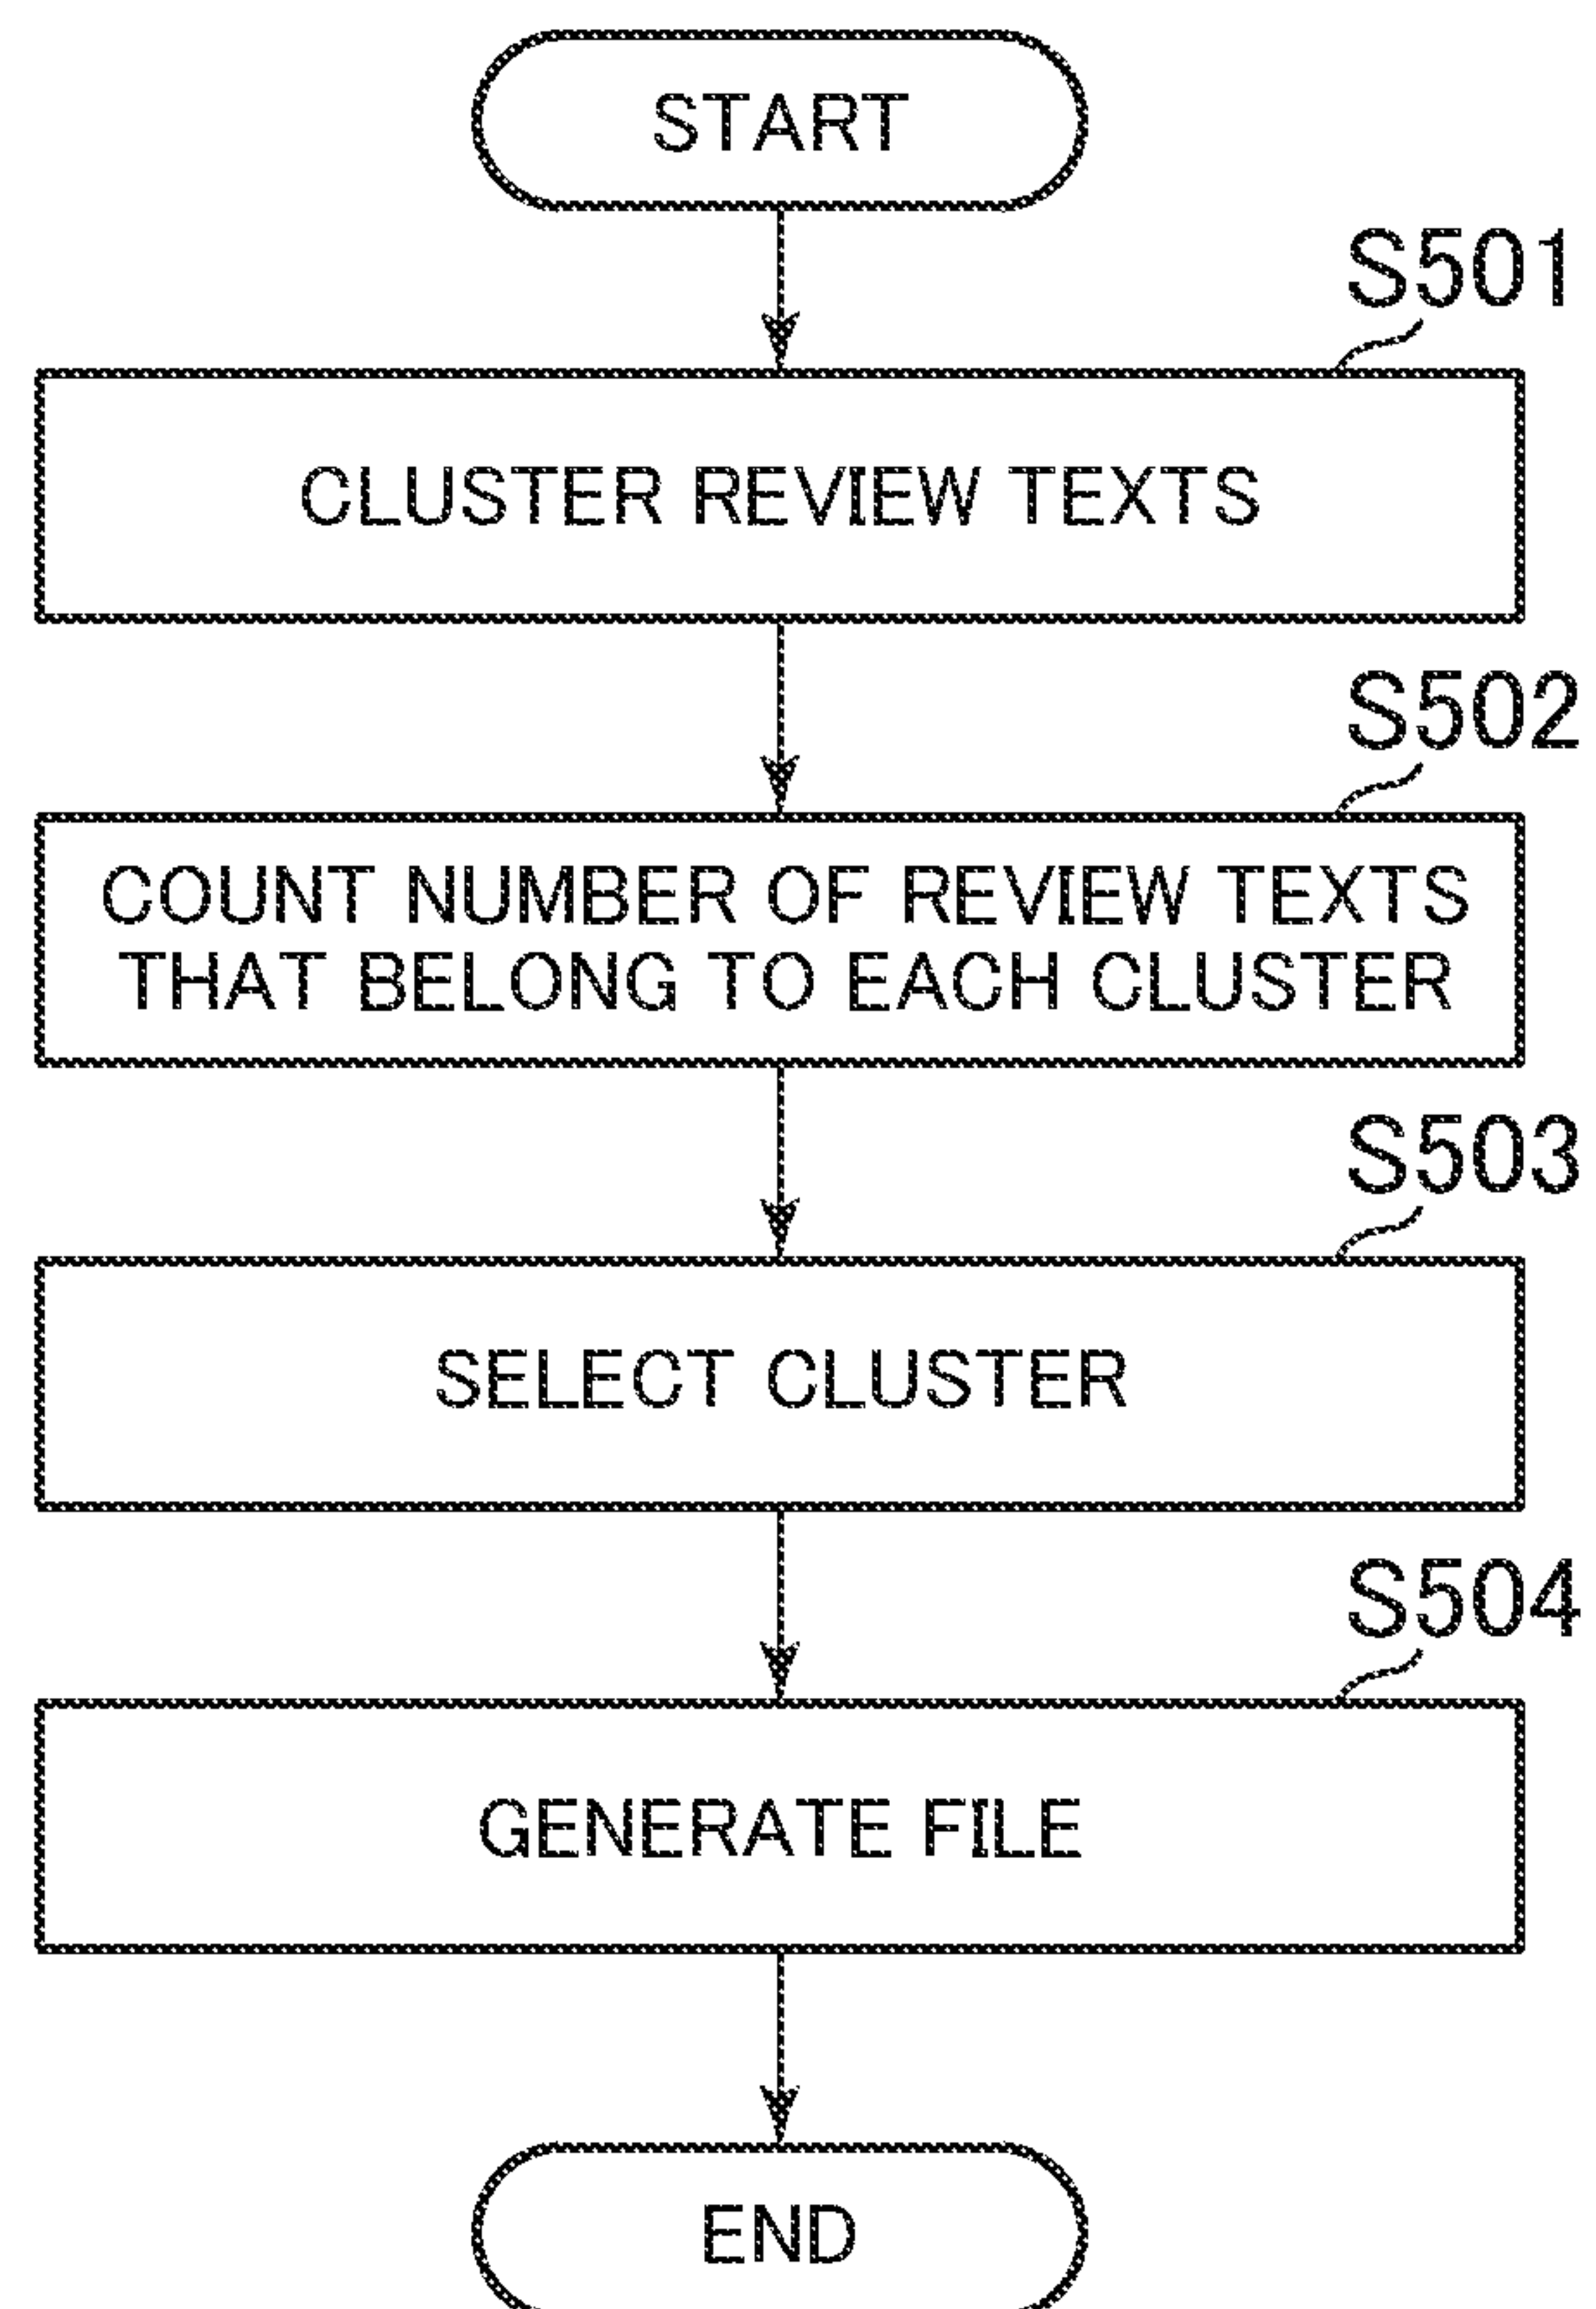 START
S501
CLUSTER REVIEW TEXTS
S502
COUNT NUMBER OF REVIEW TEXTS
THAT BELONG TO EACH CLUSTER
S503
SELECT CLUSTER
S504
GENERATE FILE
END